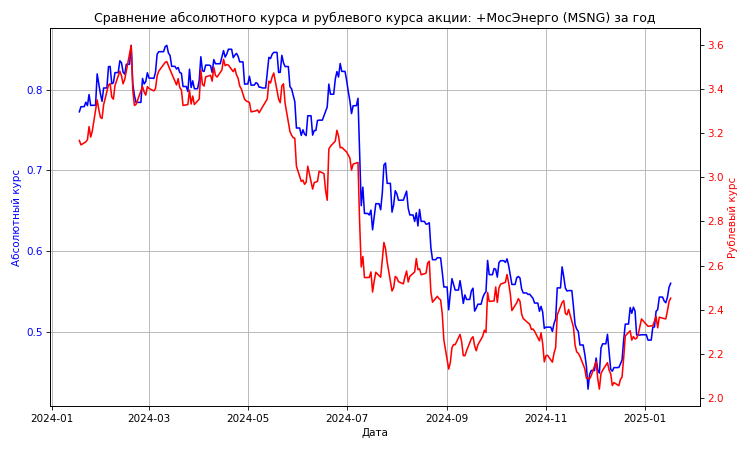 Сравнение абсолютного курса и рублевого курса акции: +МосЭнерго (MSNG) за год
Абсолютный курс
0.8
0.7
0.6
0.5
3.6
3.4
3.2
3.0
2.8
2.6
2.4
2.2
2.0
Рублевый курс
2024-01 2024-03 2024-05 2024-07 2024-09 2024-11 2025-01
Дата